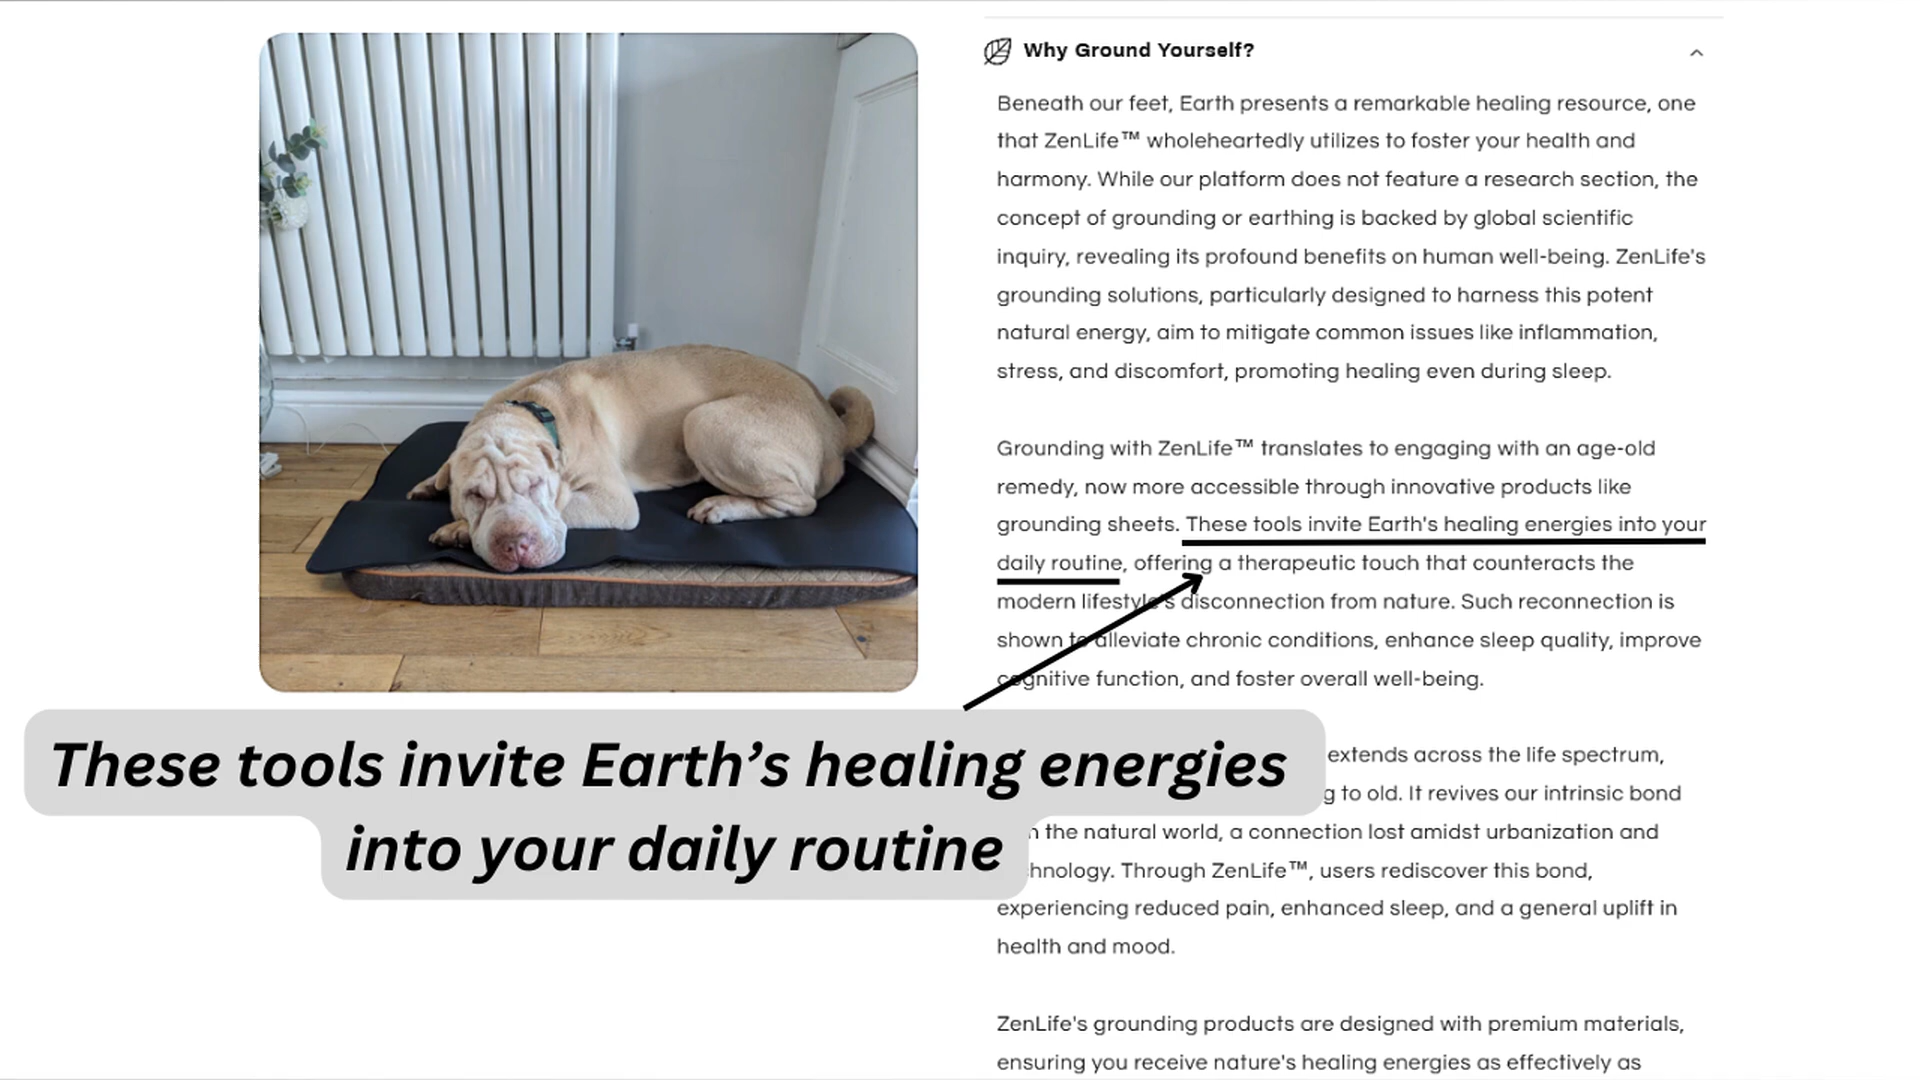 Why Ground Yourself?
Beneath our feet, Earth presents a remarkable healing resource, one
that ZenLife™ wholeheartedly utilizes to foster your health and
harmony. While our platform does not feature a research section, the
concept of grounding or earthing is backed by global scientific
inquiry, revealing its profound benefits on human well-being. ZenLife's
grounding solutions, particularly designed to harness this potent
natural energy, aim to mitigate common issues like inflammation,
stress, and discomfort, promoting healing even during sleep.
Grounding with ZenLife™ translates to engaging with an age-old
remedy, now more accessible through innovative products like
grounding sheets. These tools invite Earth's healing energies into your
daily routine, offering a therapeutic touch that counteracts the
modern lifestyle's disconnection from nature. Such reconnection is
shown to alleviate chronic conditions, enhance sleep quality, improve
cognitive function, and foster overall well-being.
These tools invite Earth’s healing energies
into your daily routine
extends across the life spectrum,
to old. It revives our intrinsic bond
the natural world, a connection lost amidst urbanization and
Through ZenLife™, users rediscover this bond,
experiencing reduced pain, enhanced sleep, and a general uplift in
health and mood.
ZenLife's grounding products are designed with premium materials,
ensuring you receive nature's healing energies as effectively as